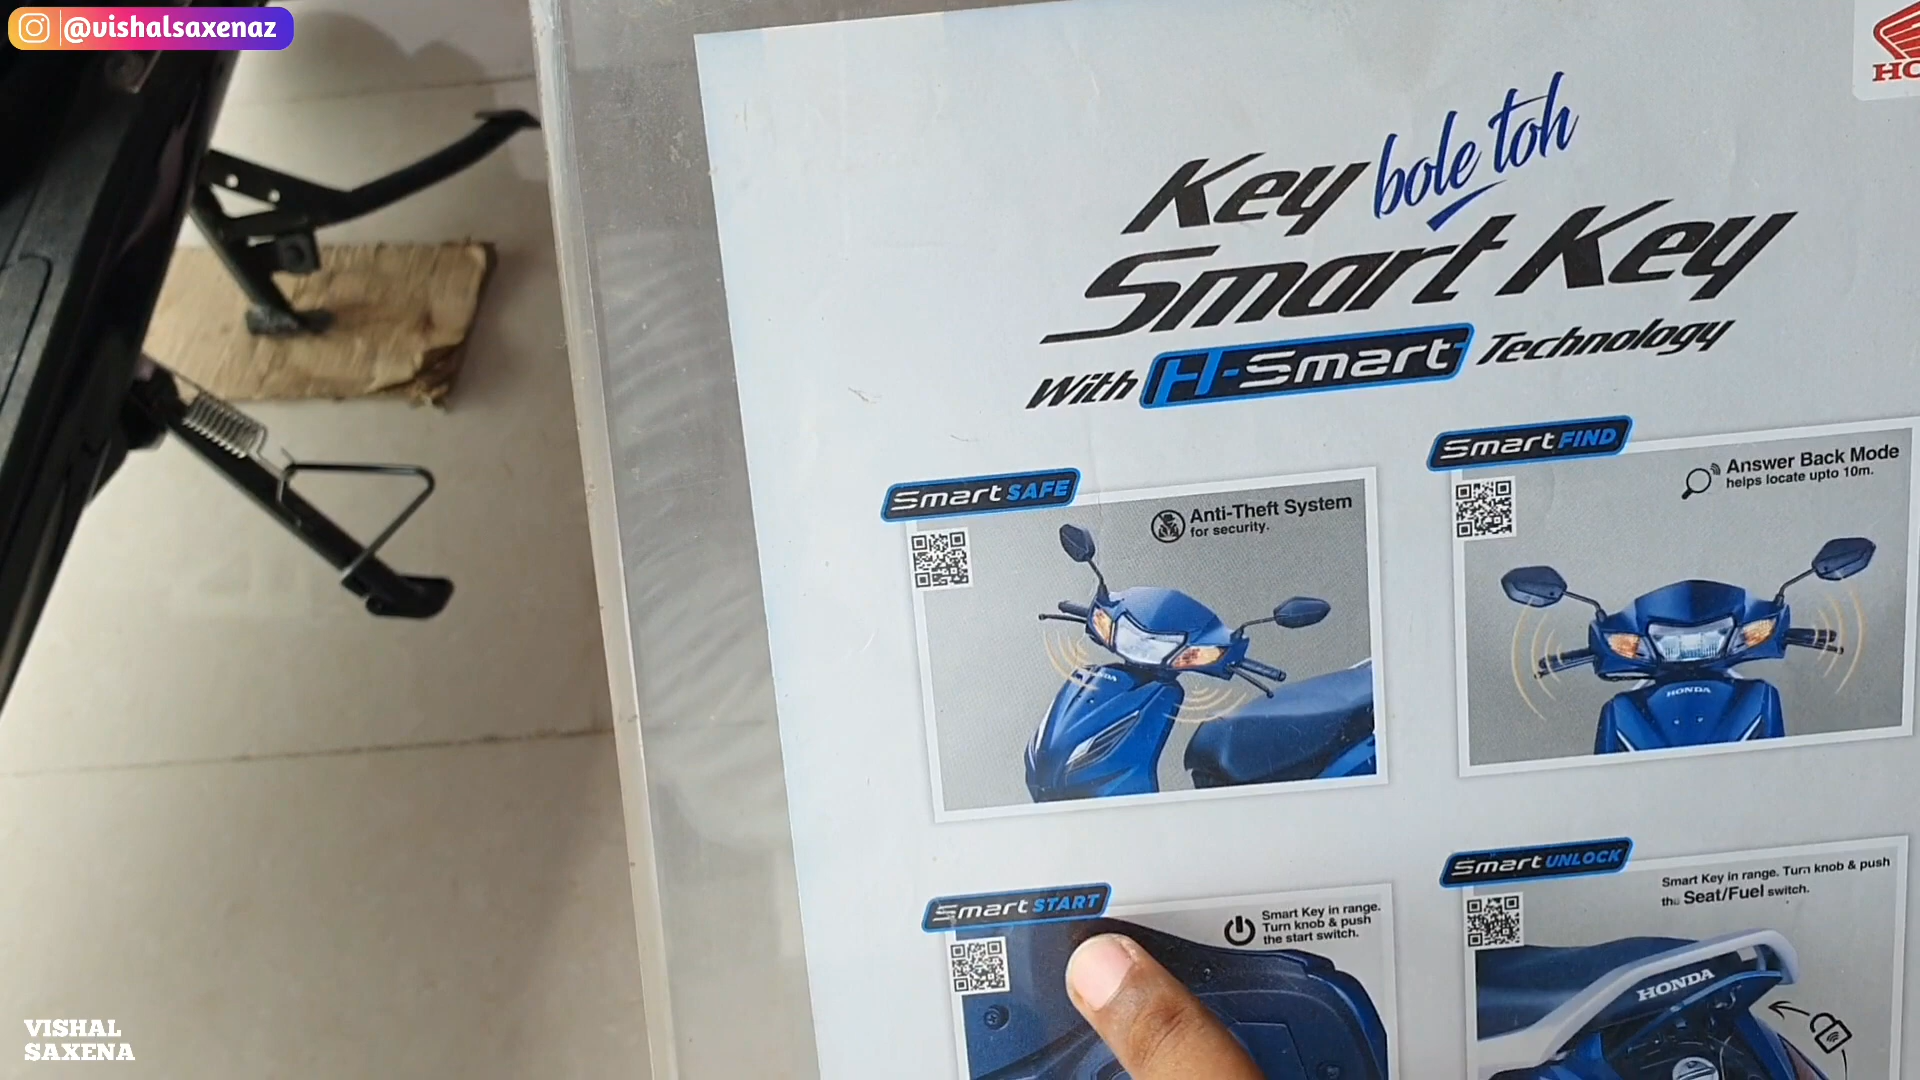 @vishalsaxenaz
Key bole toh
Smart Key
With H-Smart Technology
Smart SAFE
Anti-Theft System
for security.
HONDA
Smart FIND
Answer Back Mode
helps locate upto 10m.
HONDA
Smart START
Smart Key in range.
Turn knob & push
the start switch.
Smart UNLOCK
Smart Key in range. Turn knob & push
the Seat/Fuel switch.
HONDA
VISHAL
SAXENA